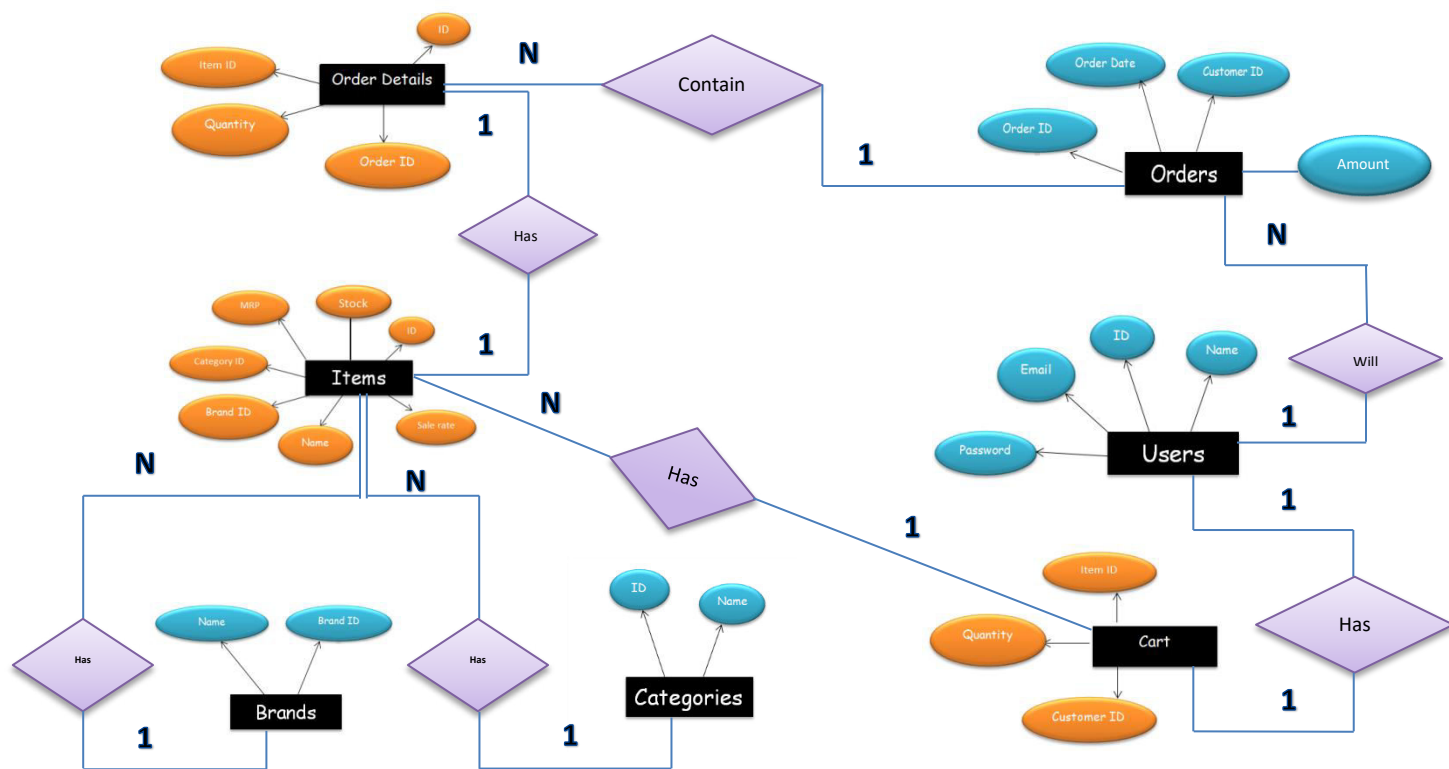 ID
N
Item ID
Order Details
Contain
Order Date
Customer ID
Quantity
1
Order ID
1
Order ID
Orders
Amount
Has
N
MRP
Stock
ID
1
Category ID
Items
N
Brand ID
Name
Sale rate
ID
Name
Email
Will
1
Password
Users
N
N
Has
1
1
Item ID
ID
Name
Name
Brand ID
Quantity
Cart
Has
Has
Has
Categories
Customer ID
1
Brands
1
1